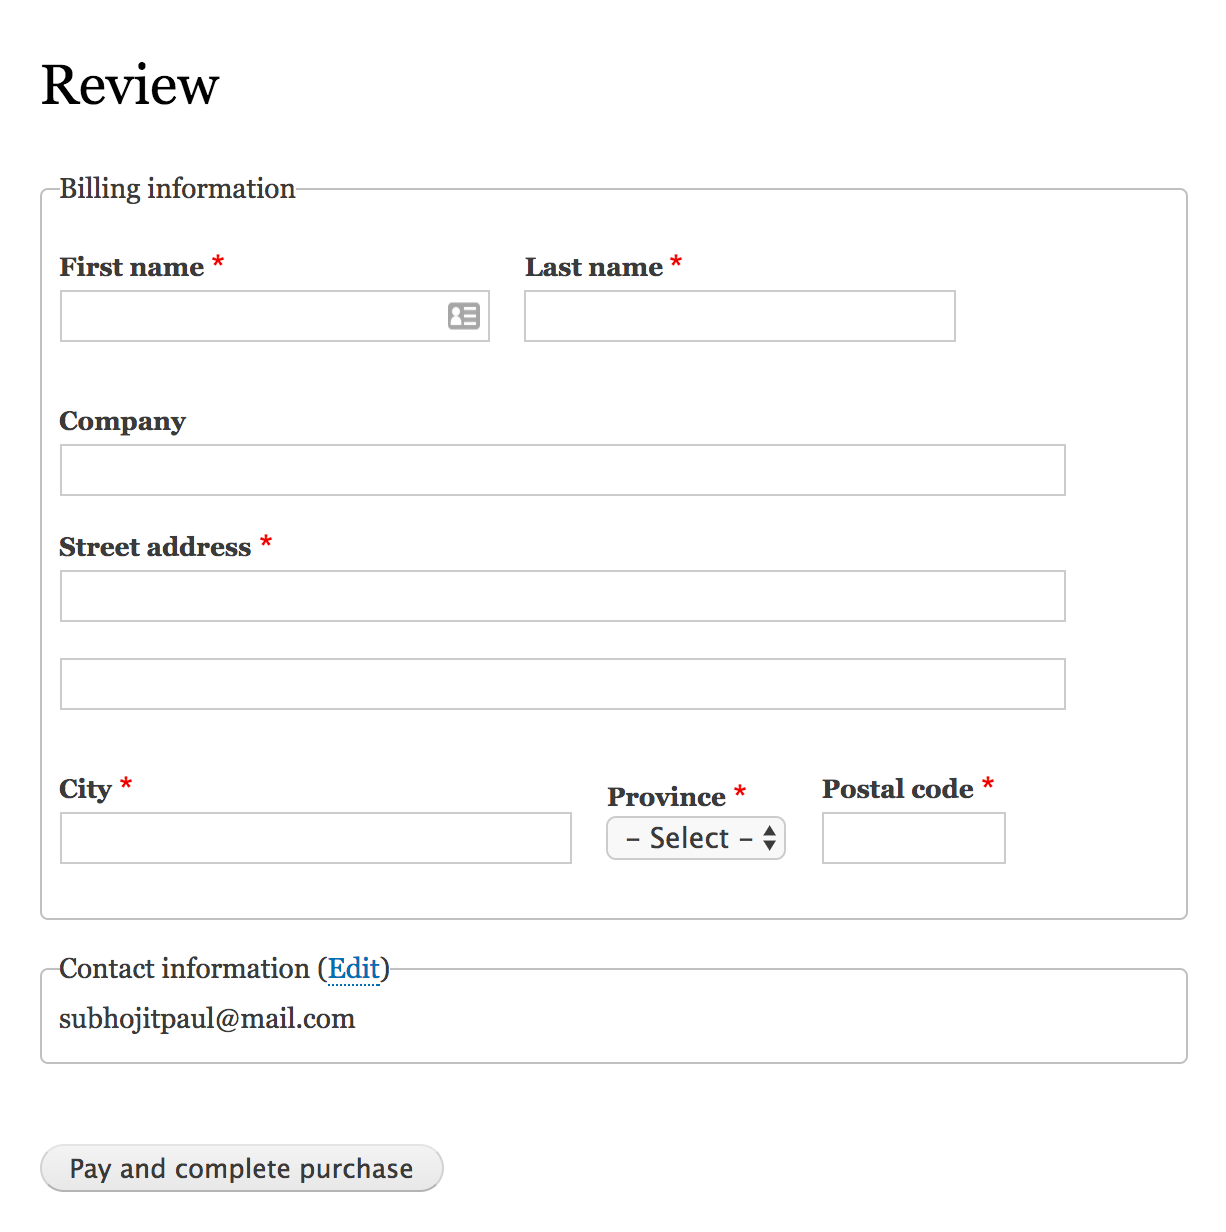 Review
Billing information
First name *
Last name *
Company
Street address *
City *
Province *
Postal code *
– Select –
Contact information (Edit)
subhojitpaul@mail.com
Pay and complete purchase